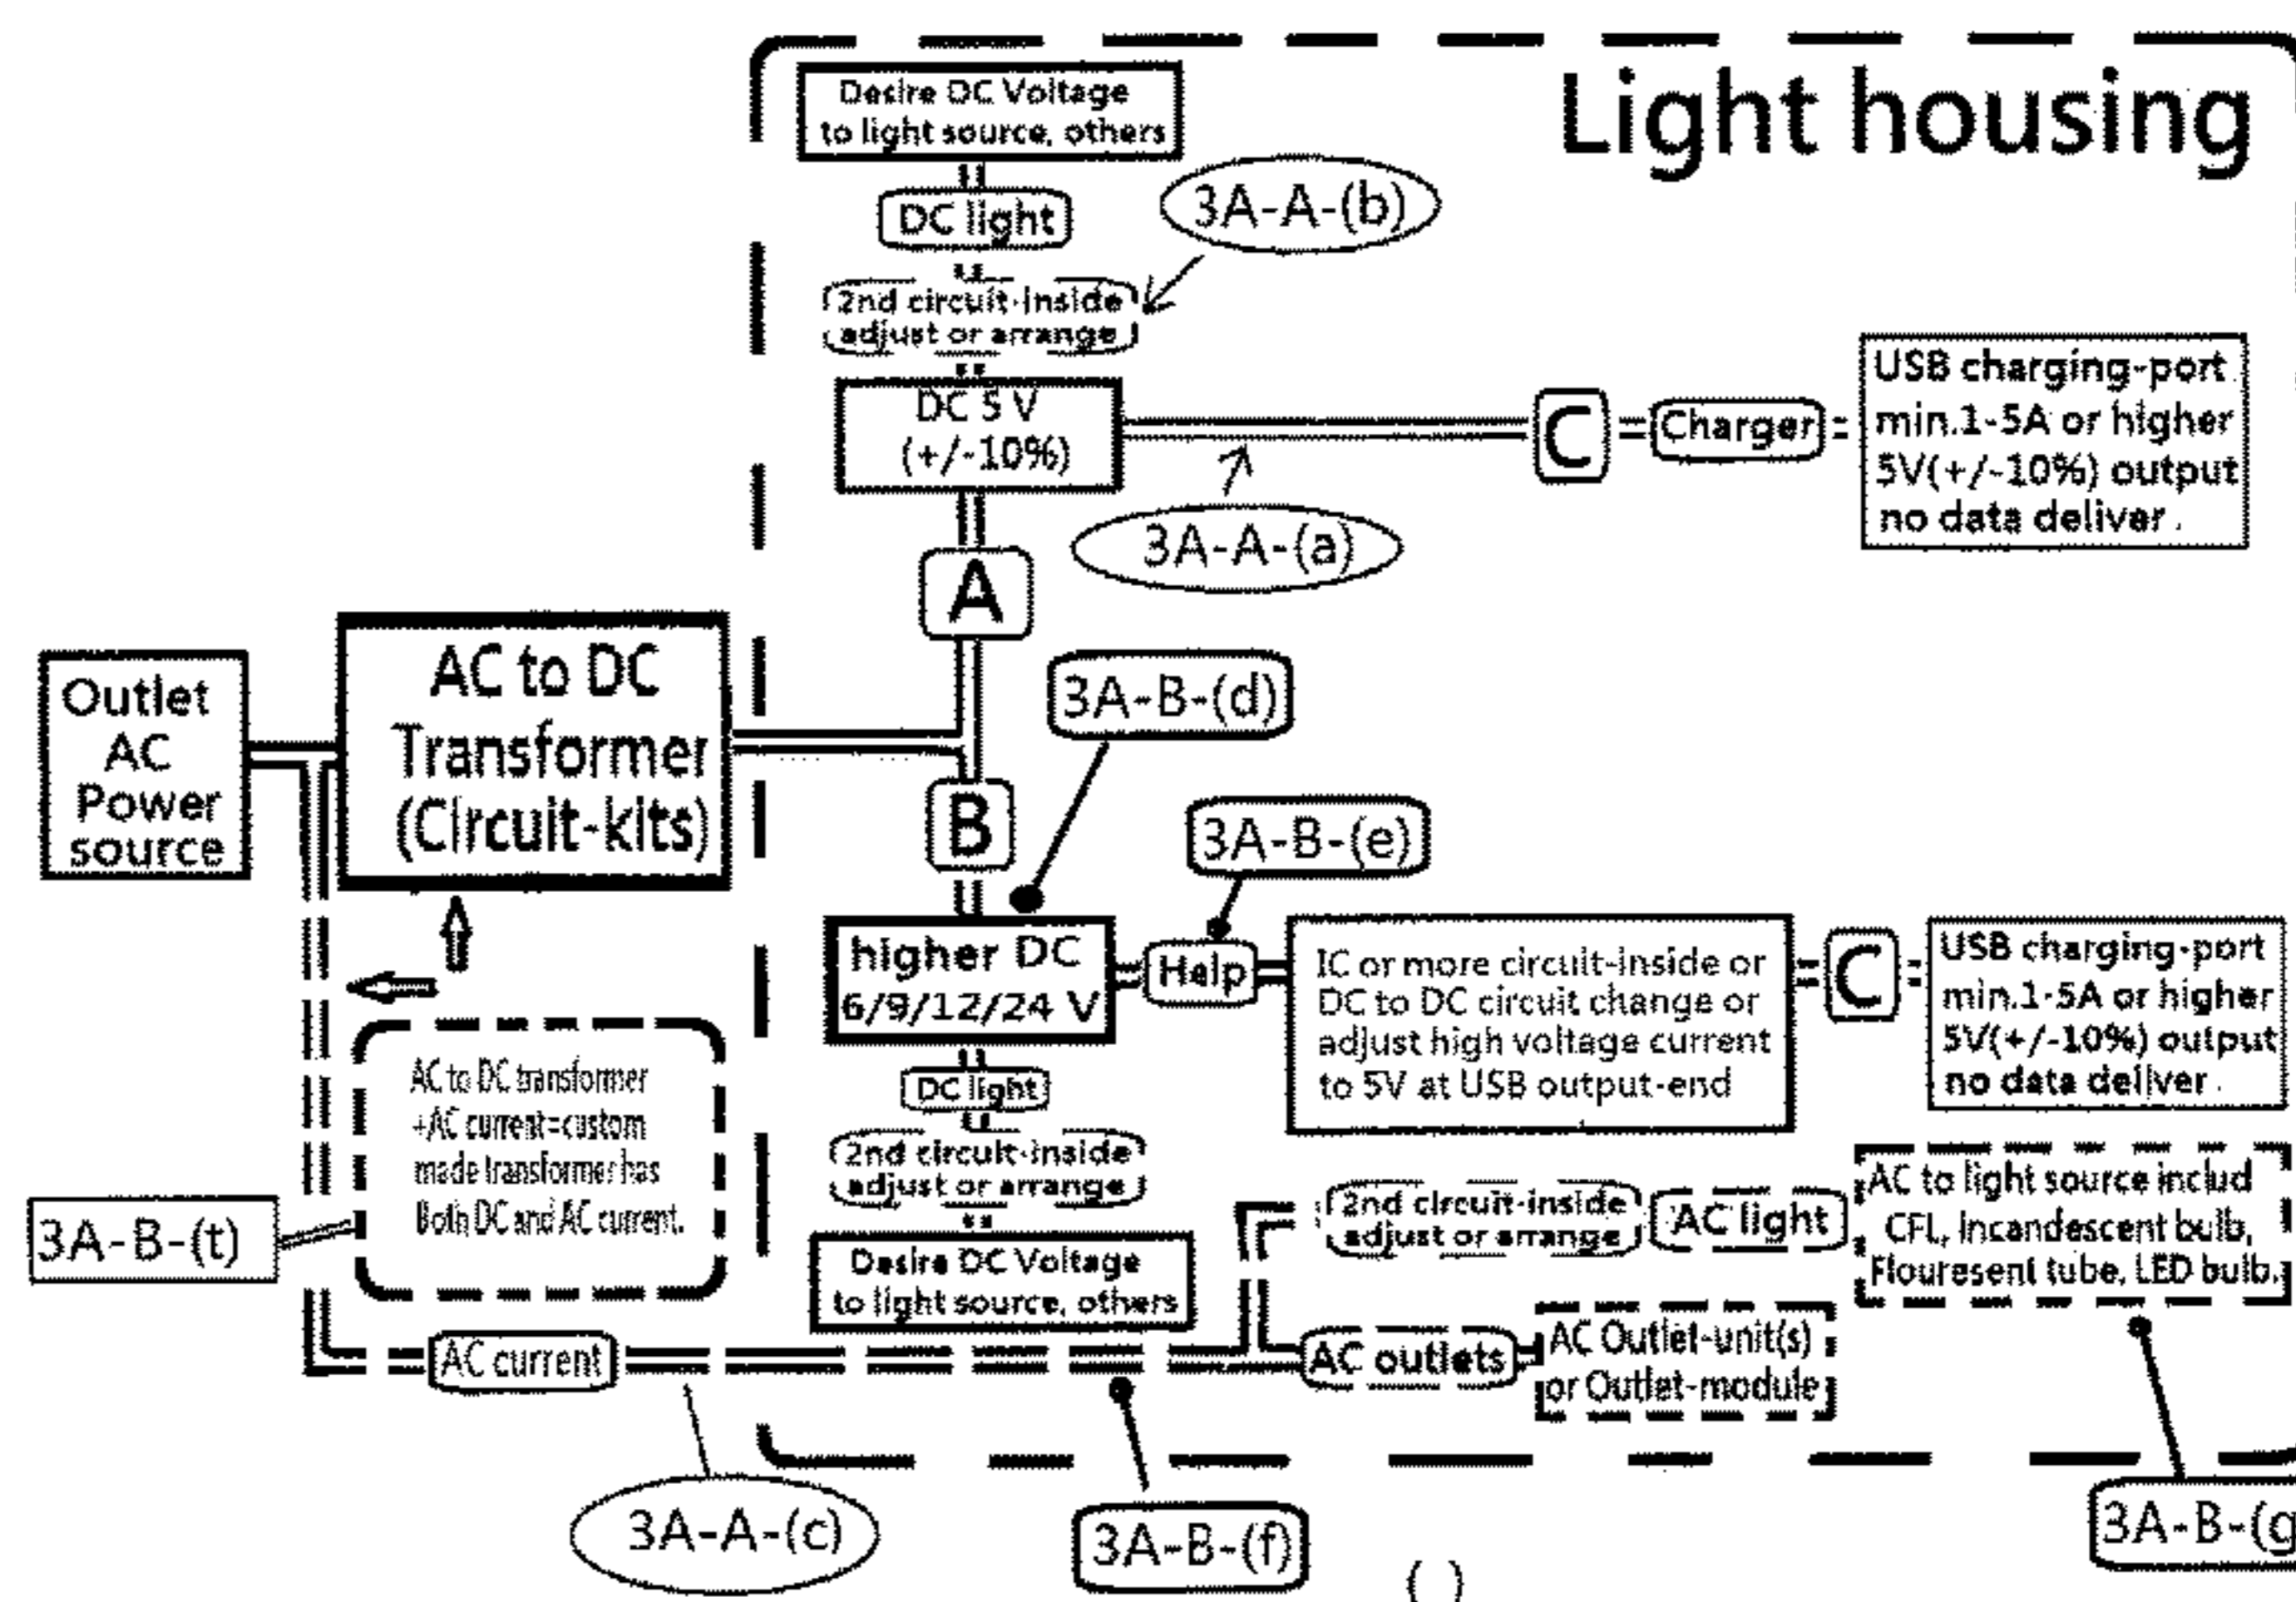 Light housing
Desire DC Voltage
to light source, others
DC light
3A-A-(b)
2nd circuit-inside
adjust or arrange
DC 5 V
(+/-10%)
C
Charger
USB charging-port
min.1-5A or higher
5V(+/-10%) output
no data deliver .
3A-A-(a)
A
Outlet
AC
Power
source
AC to DC
Transformer
(Circuit-kits)
3A-B-(d)
B
3A-B-(e)
higher DC
6/9/12/24 V
Help
IC or more circuit-inside or
DC to DC circuit change or
adjust high voltage current
to 5V at USB output-end
C
USB charging-port
min.1-5A or higher
5V(+/-10%) output
no data deliver .
AC to DC transformer
+AC current=custom
made transformer has
Both DC and AC current.
3A-B-(t)
DC light
2nd circuit-inside
adjust or arrange
Desire DC Voltage
to light source, others
2nd circuit-inside
adjust or arrange
AC light
AC to light source includ
CFL, Incandescent bulb,
Flouresent tube, LED bulb.
AC current
AC outlets
AC Outlet-unit(s)
or Outlet-module
3A-A-(c)
3A-B-(f)
3A-B-(g
( )